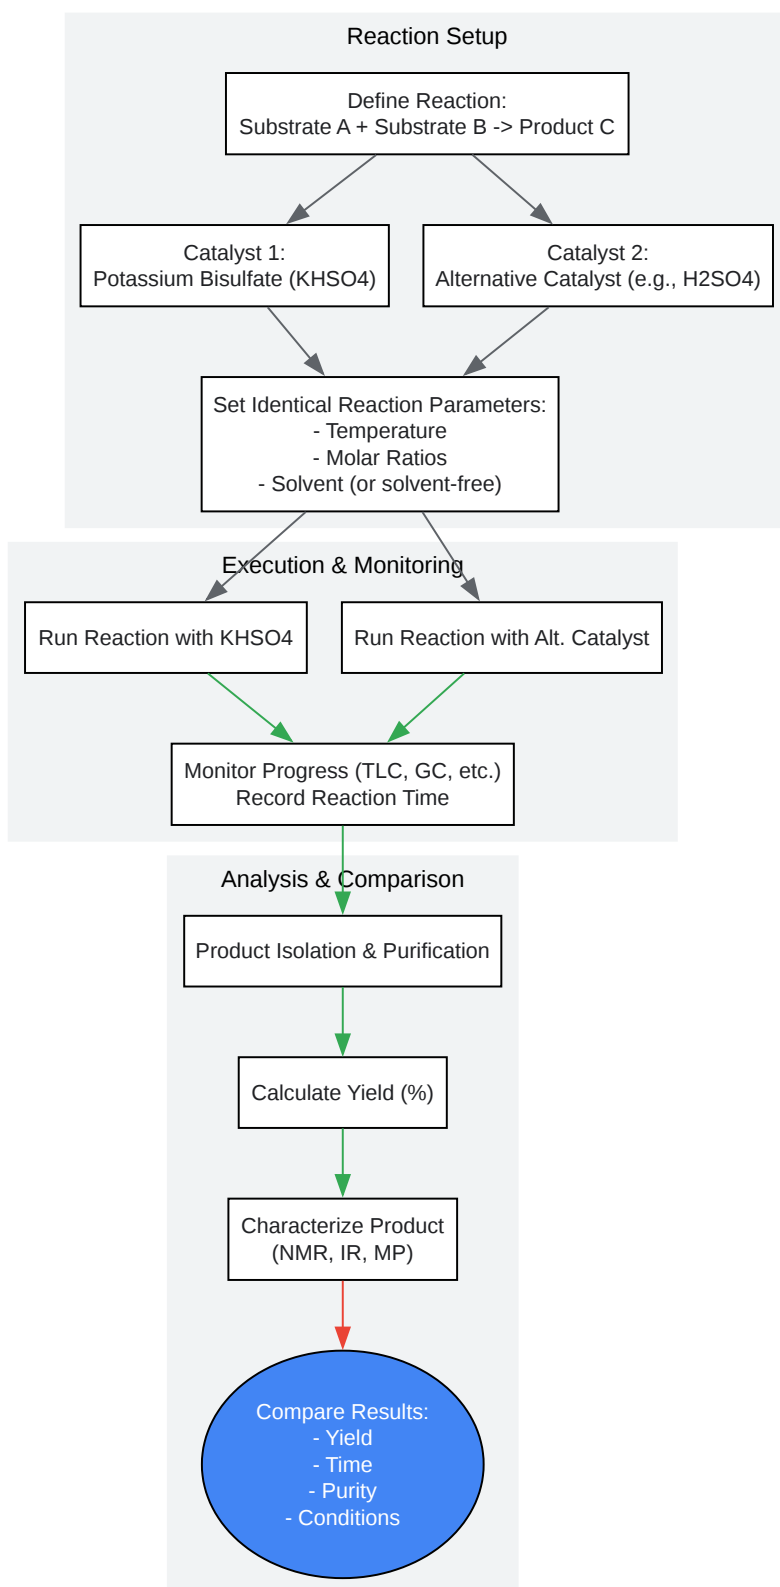 Reaction Setup
Define Reaction:
Substrate A + Substrate B -> Product C
Catalyst 1:
Potassium Bisulfate (KHSO4)
Catalyst 2:
Alternative Catalyst (e.g., H2SO4)
Set Identical Reaction Parameters:
- Temperature
- Molar Ratios
- Solvent (or solvent-free)
Execution & Monitoring
Run Reaction with KHSO4
Run Reaction with Alt. Catalyst
Monitor Progress (TLC, GC, etc.)
Record Reaction Time
Analysis & Comparison
Product Isolation & Purification
Calculate Yield (%)
Characterize Product
(NMR, IR, MP)
Compare Results:
- Yield
- Time
- Purity
- Conditions